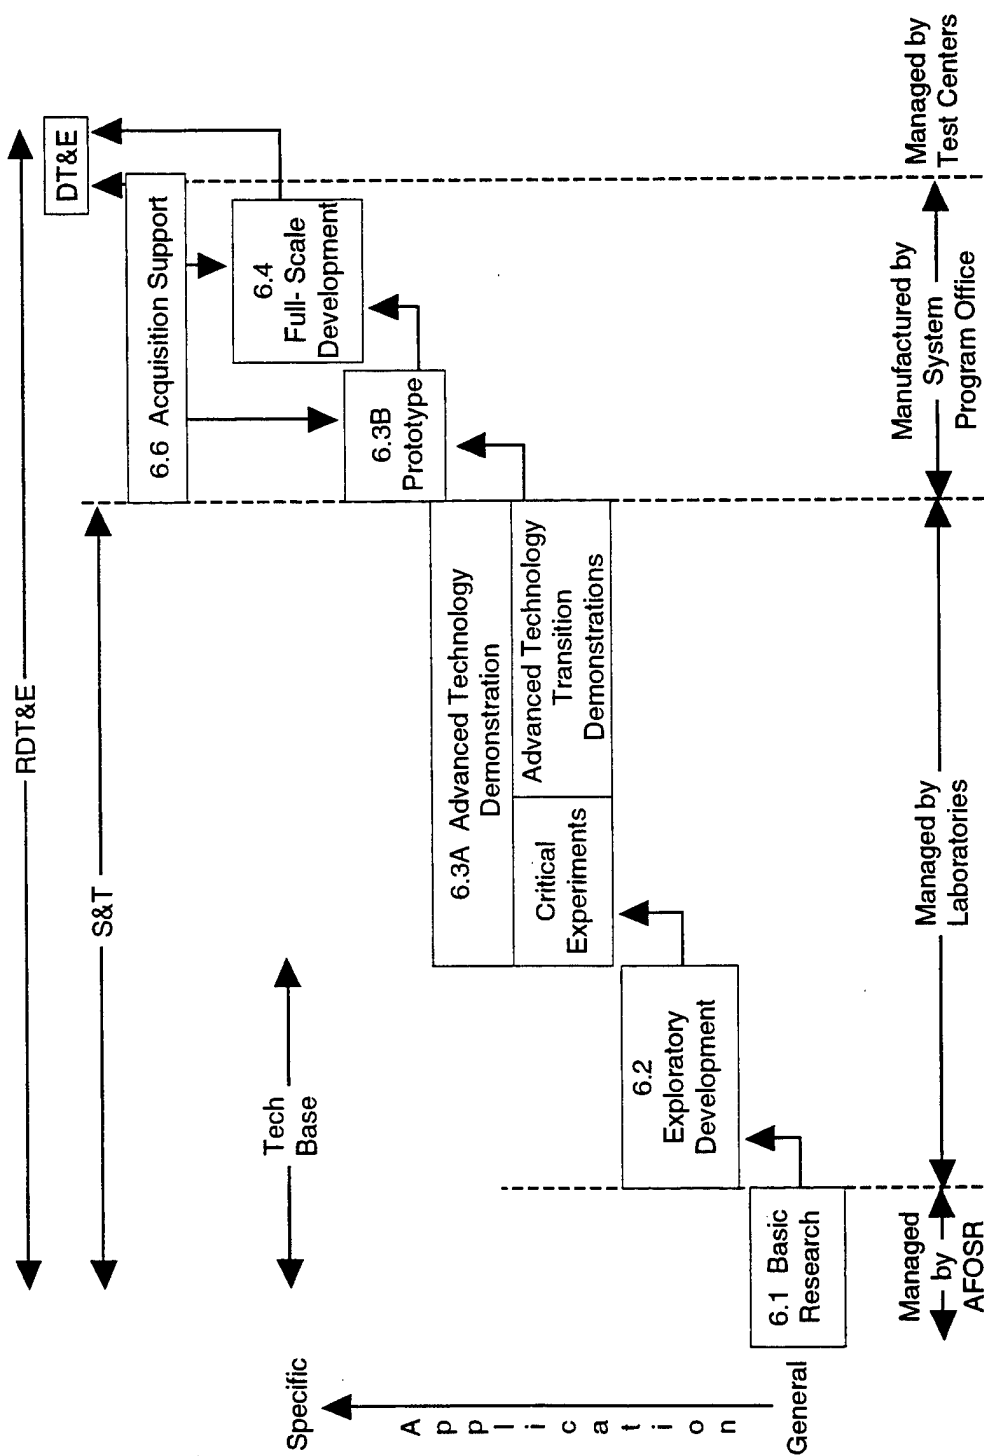 RDT&E
S&T
DT&E
6.6 Acquisition Support
6.4
Full- Scale
Development
6.3B
Prototype
Tech
Base
6.3A Advanced Technology
Demonstration
Critical
Experiments
Advanced Technology
Transition
Demonstrations
6.2
Exploratory
Development
6.1 Basic
Research
Specific
Application
General
Managed
by
AFOSR
Managed by
Laboratories
Manufactured by
System
Program Office
Managed by
Test Centers